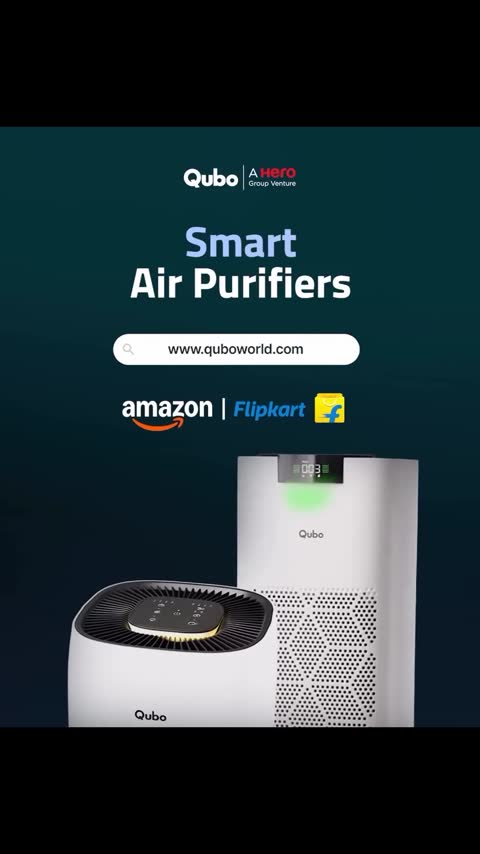 Qubo | A Hero
Group Venture
Smart
Air Purifiers
www.quboworld.com
amazon | Flipkart
003
Qubo
Qubo